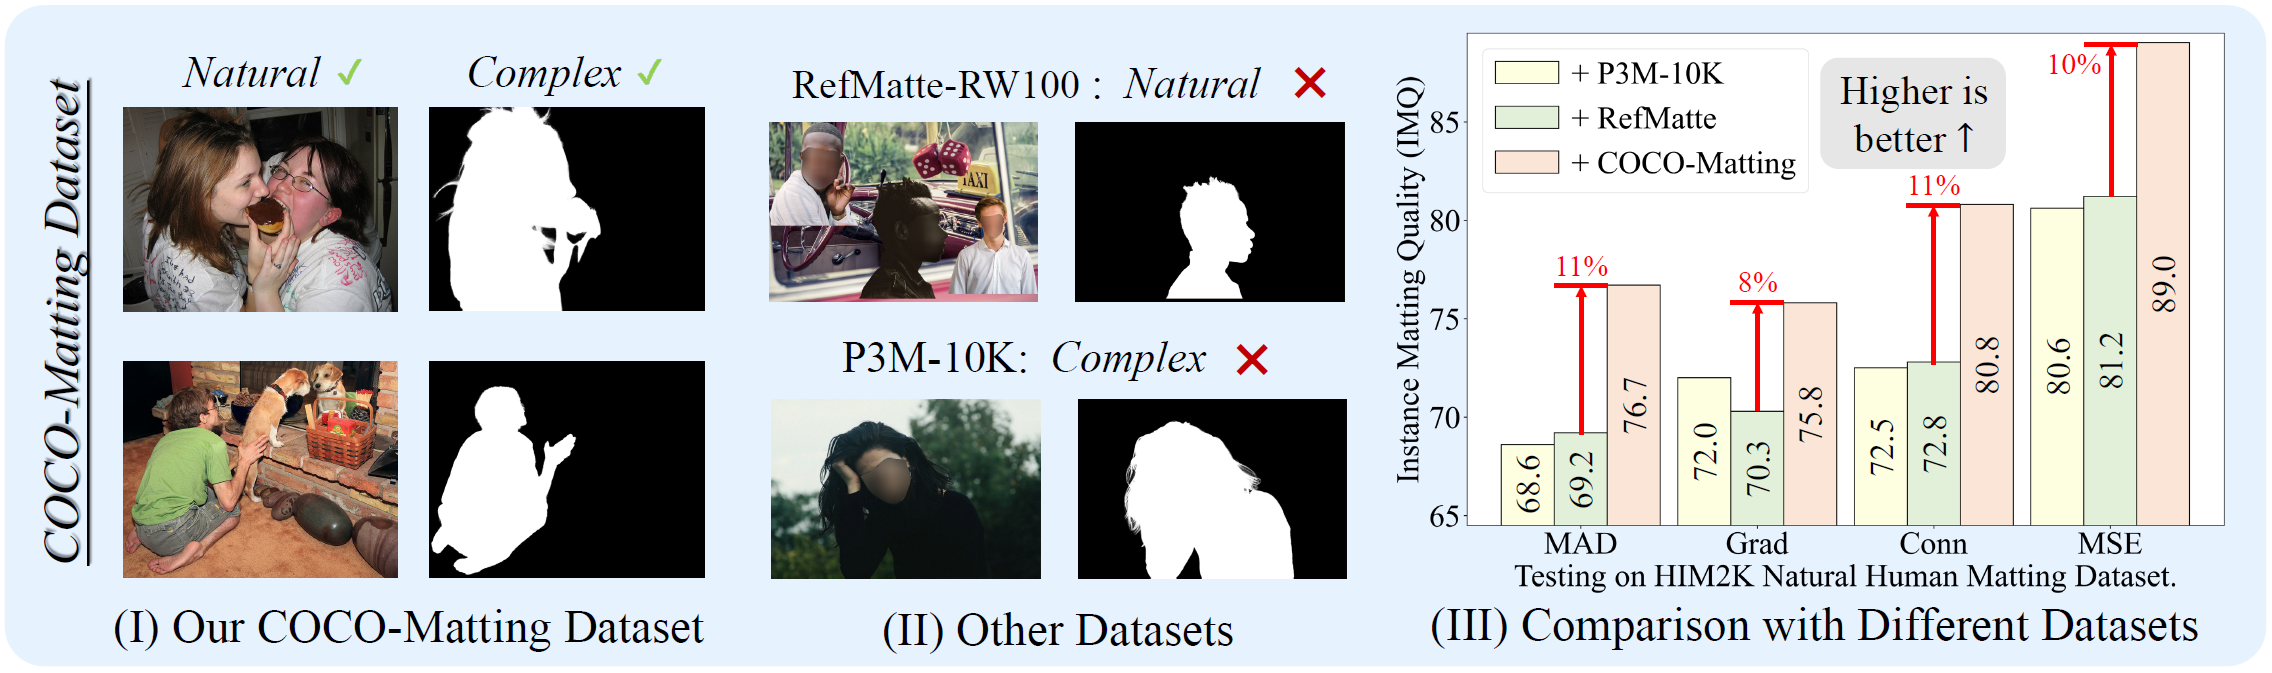 COCO-Matting Dataset
Natural ✓
Complex ✓
(I) Our COCO-Matting Dataset
RefMatte-RW100 : Natural ✕
TAXI
P3M-10K: Complex ✕
(II) Other Datasets
Instance Matting Quality (IMQ)
85
80
75
70
65
+ P3M-10K
+ RefMatte
+ COCO-Matting
Higher is
better ↑
11%
8%
11%
10%
68.6
69.2
76.7
72.0
70.3
75.8
72.5
72.8
80.8
80.6
81.2
89.0
MAD
Grad
Conn
MSE
Testing on HIM2K Natural Human Matting Dataset.
(III) Comparison with Different Datasets